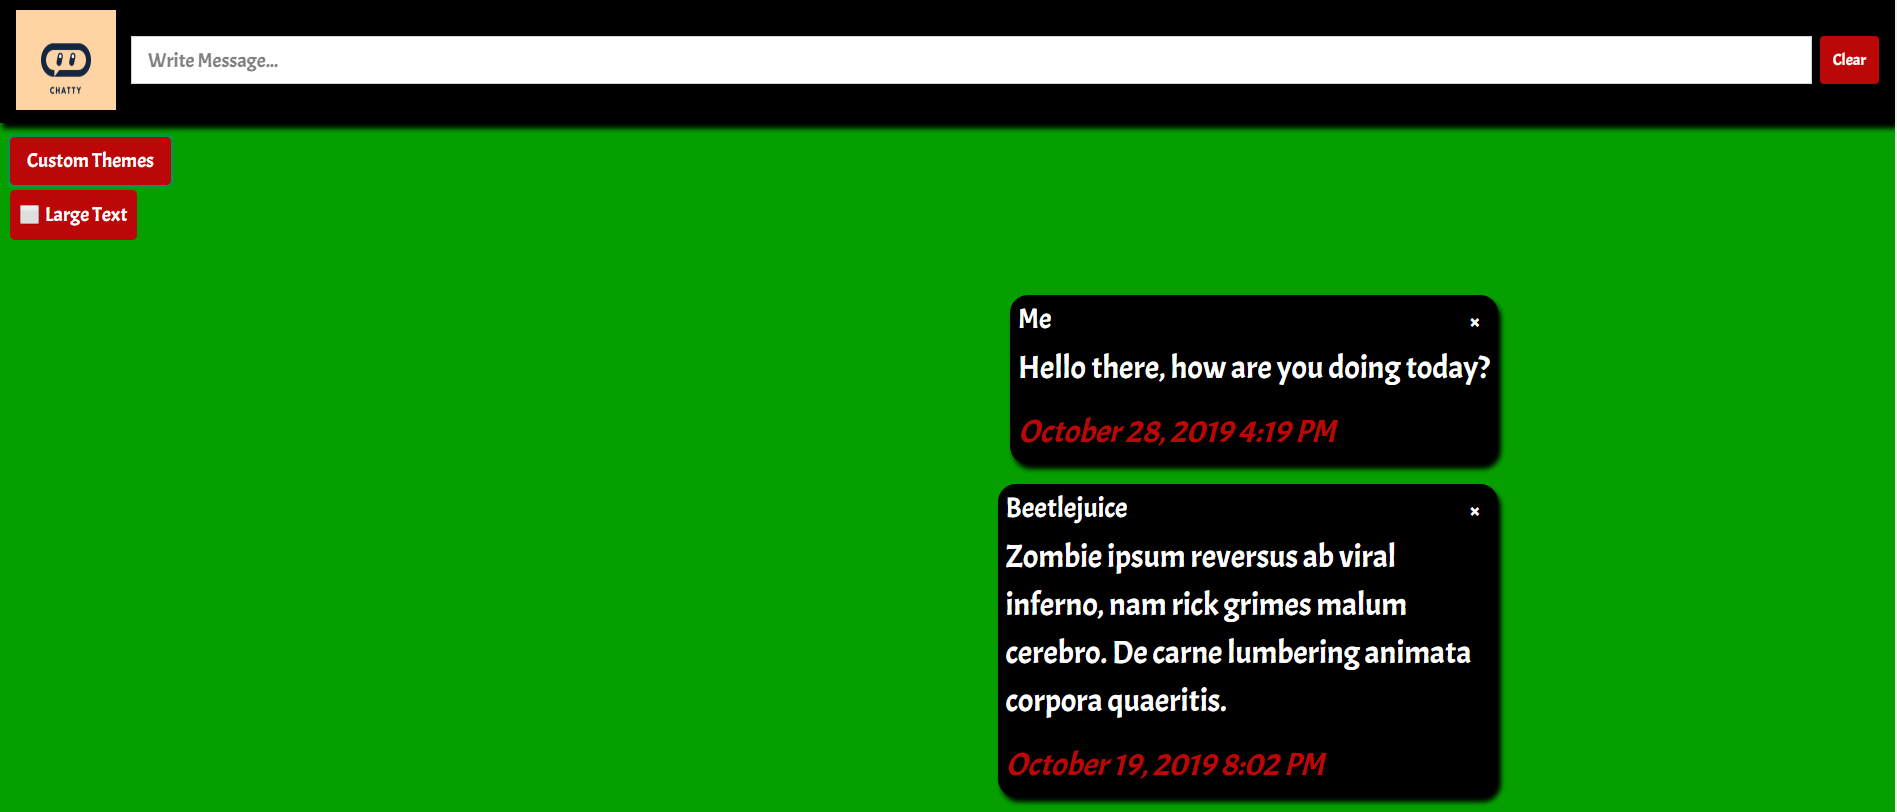 CHATTY
Write Message...
Clear
Custom Themes
Large Text
Me
×
Hello there, how are you doing today?
October 28, 2019 4:19 PM
Beetlejuice
×
Zombie ipsum reversus ab viral
inferno, nam rick grimes malum
cerebro. De carne lumbering animata
corpora quaeritis.
October 19, 2019 8:02 PM